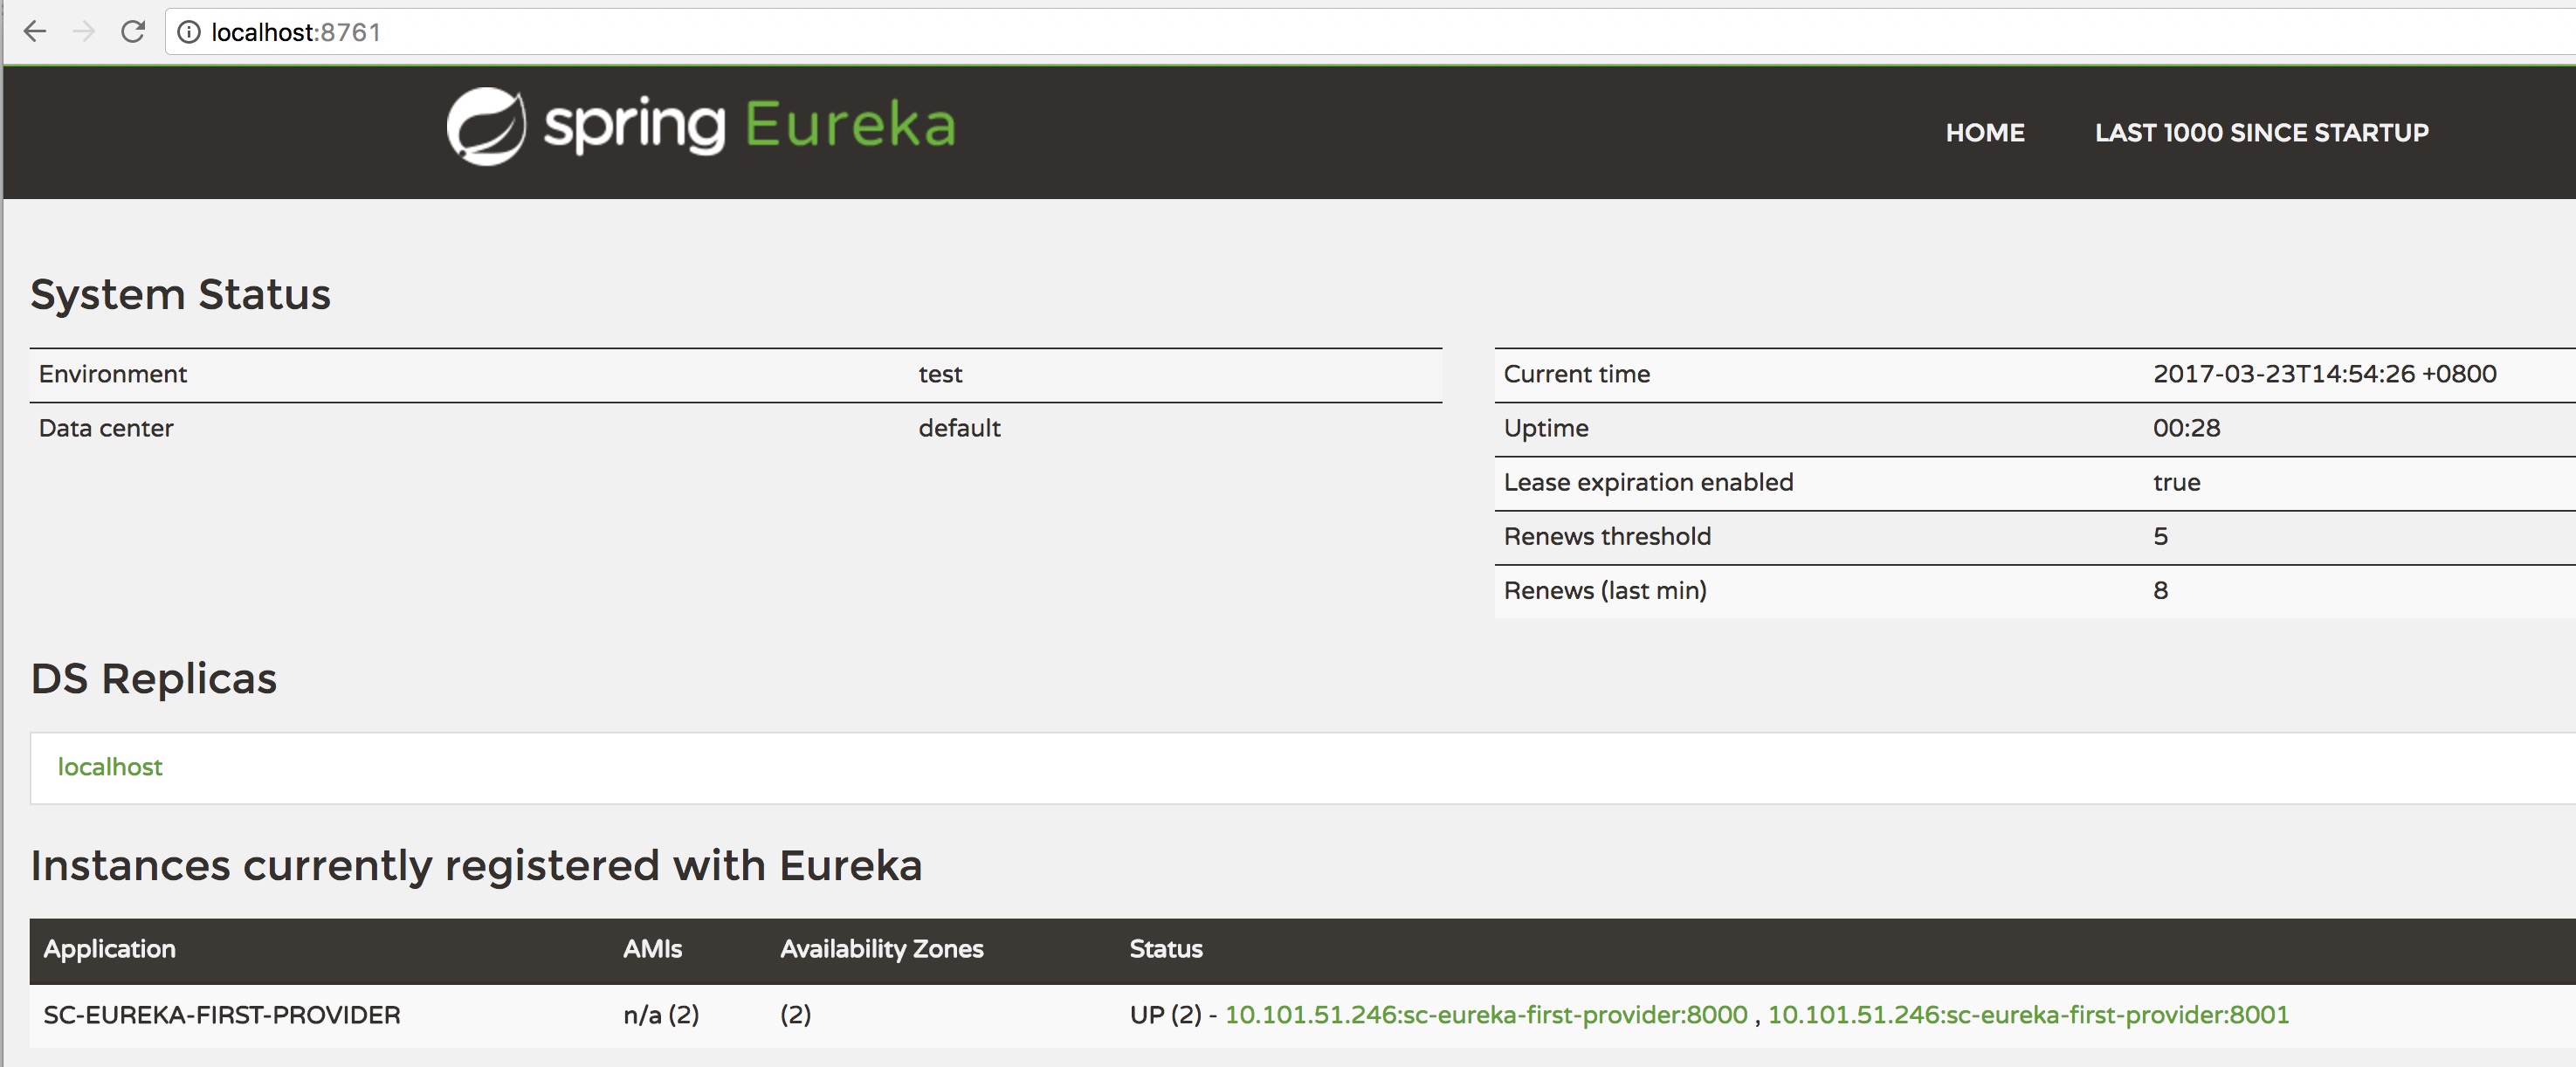 localhost:8761
spring Eureka
HOME LAST 1000 SINCE STARTUP
System Status
Environment test
Data center default
Current time 2017-03-23T14:54:26 +0800
Uptime 00:28
Lease expiration enabled true
Renews threshold 5
Renews (last min) 8
DS Replicas
localhost
Instances currently registered with Eureka
Application AMIs Availability Zones Status
SC-EUREKA-FIRST-PROVIDER n/a (2) (2) UP (2) - 10.101.51.246:sc-eureka-first-provider:8000 , 10.101.51.246:sc-eureka-first-provider:8001